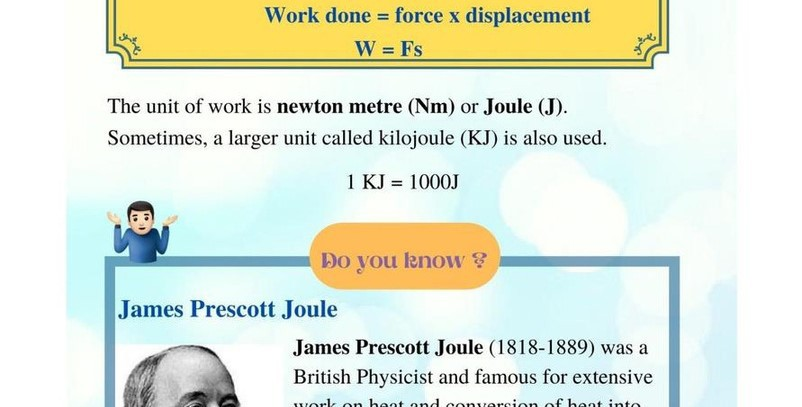 Work done = force x displacement
W = Fs
The unit of work is newton metre (Nm) or Joule (J).
Sometimes, a larger unit called kilojoule (KJ) is also used.
1 KJ = 1000J
Do you know ?
James Prescott Joule
James Prescott Joule (1818-1889) was a
British Physicist and famous for extensive
work on heat and conversion of heat into